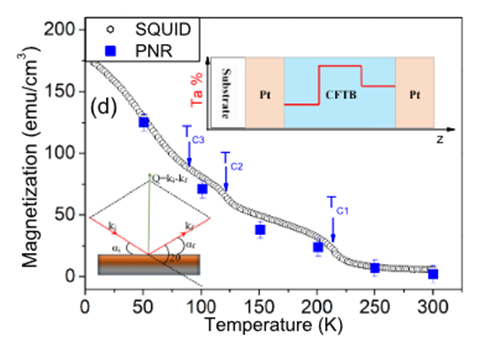 200
150
100
50
0
Magnetization (emu/cm³)
SQUID
PNR
(d)
Ta %
Substrate
Pt
CFTB
Pt
z
T_C3
T_C2
T_C1
Q=k_i-k_f
k_i
k_f
α_i
α_f
2θ
0 50 100 150 200 250 300
Temperature (K)